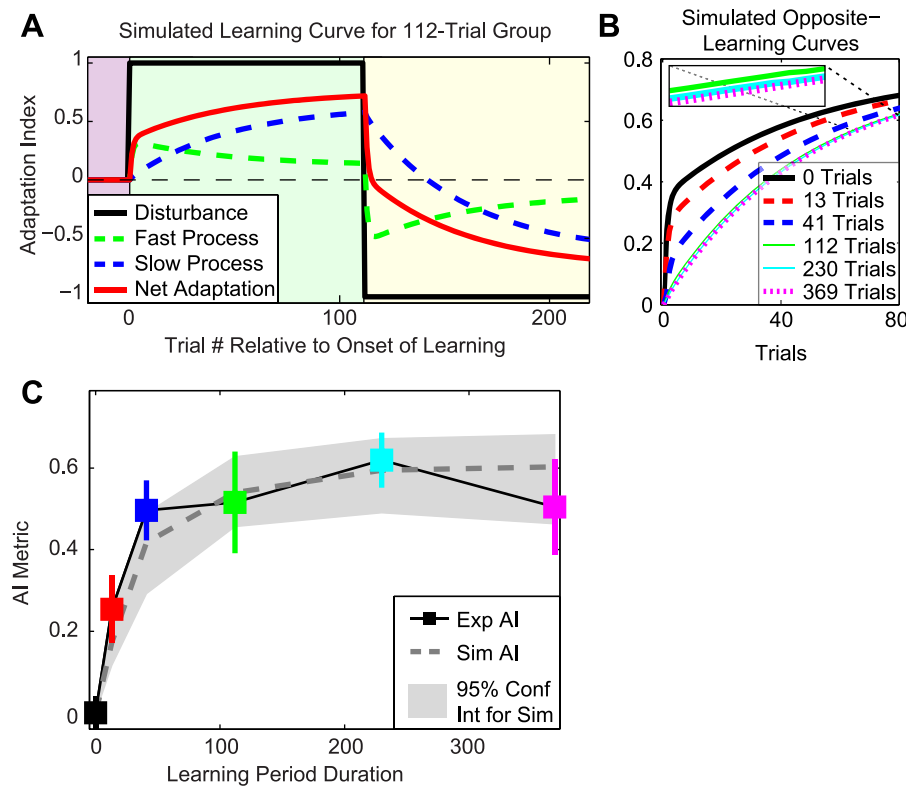 A
Simulated Learning Curve for 112-Trial Group
1
0.5
0
−0.5
−1
Adaptation Index
Disturbance
Fast Process
Slow Process
Net Adaptation
0
100
200
Trial # Relative to Onset of Learning
B
Simulated Opposite−
Learning Curves
0.8
0.6
0.4
0.2
0
0 Trials
13 Trials
41 Trials
112 Trials
230 Trials
369 Trials
0
40
80
Trials
C
0.6
0.4
0.2
0
AI Metric
Exp AI
Sim AI
95% Conf
Int for Sim
0
100
200
300
Learning Period Duration